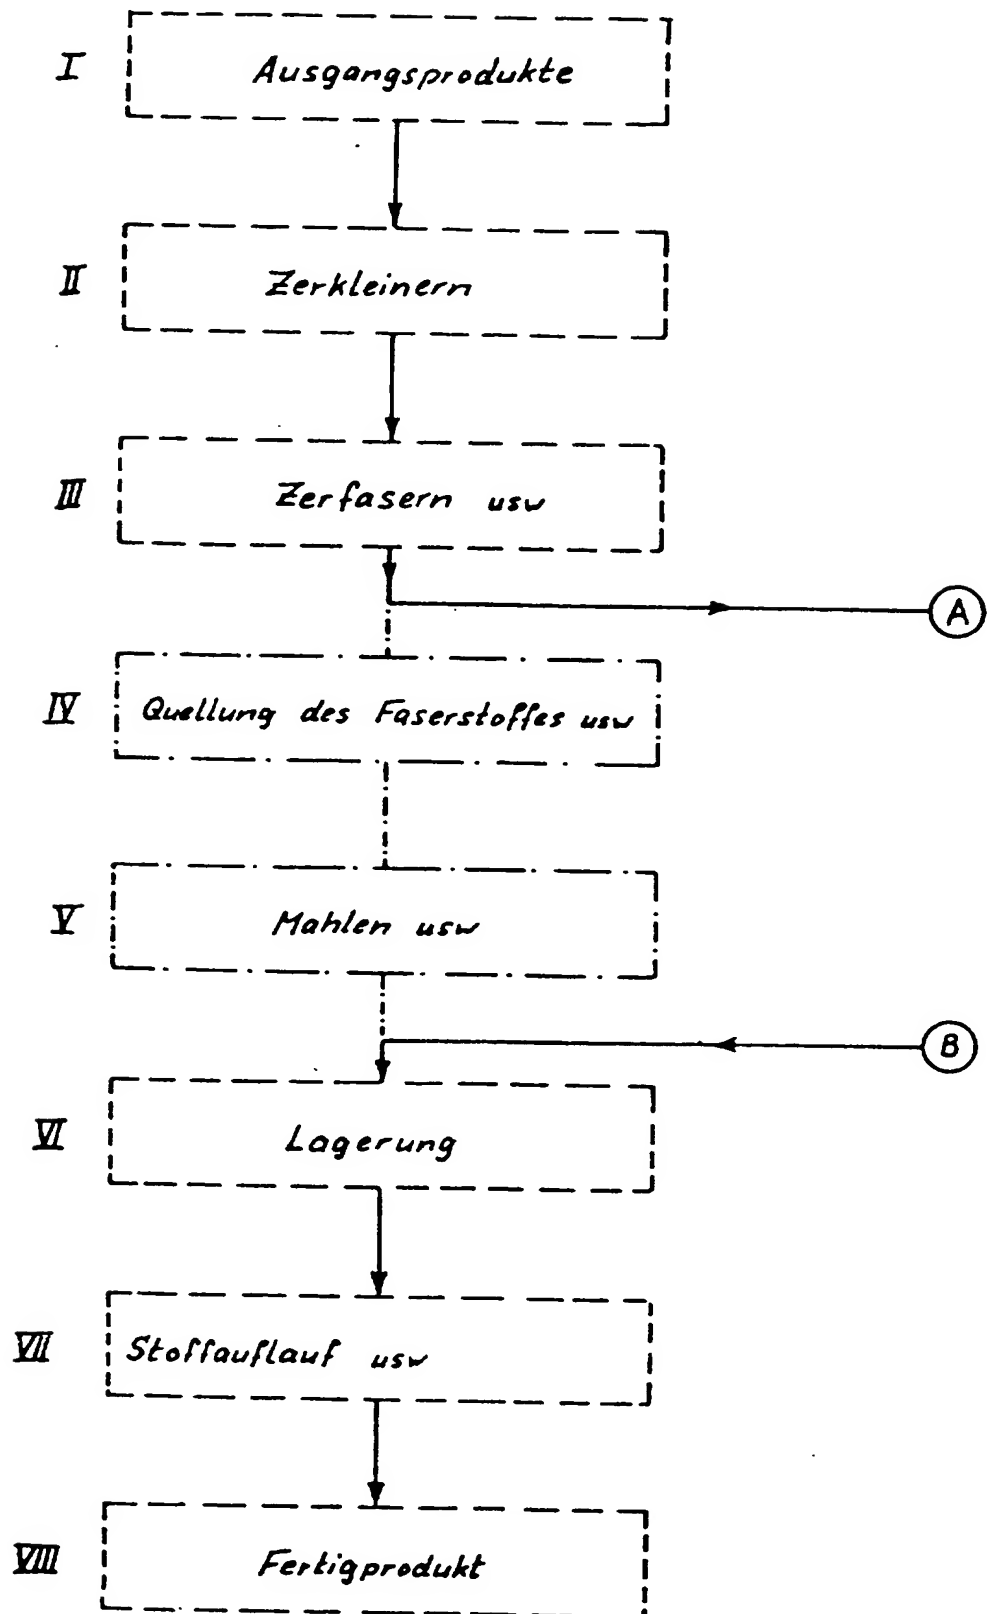 I Ausgangsprodukte
II Zerkleinern
III Zerfasern usw
A
IV Quellung des Faserstoffes usw
V Mahlen usw
B
VI Lagerung
VII Stoffauflauf usw
VIII Fertigprodukt